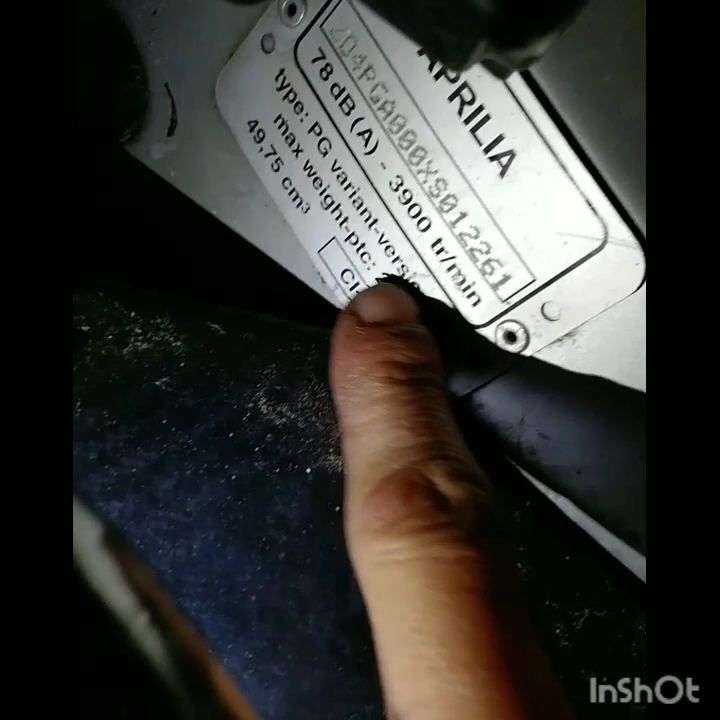 APRILIA
ZD4PGA000XS012261
78 dB (A) - 3900 tr/min
type: PG variant-versi
max weight-ptc:
49,75 cm³
InShOt